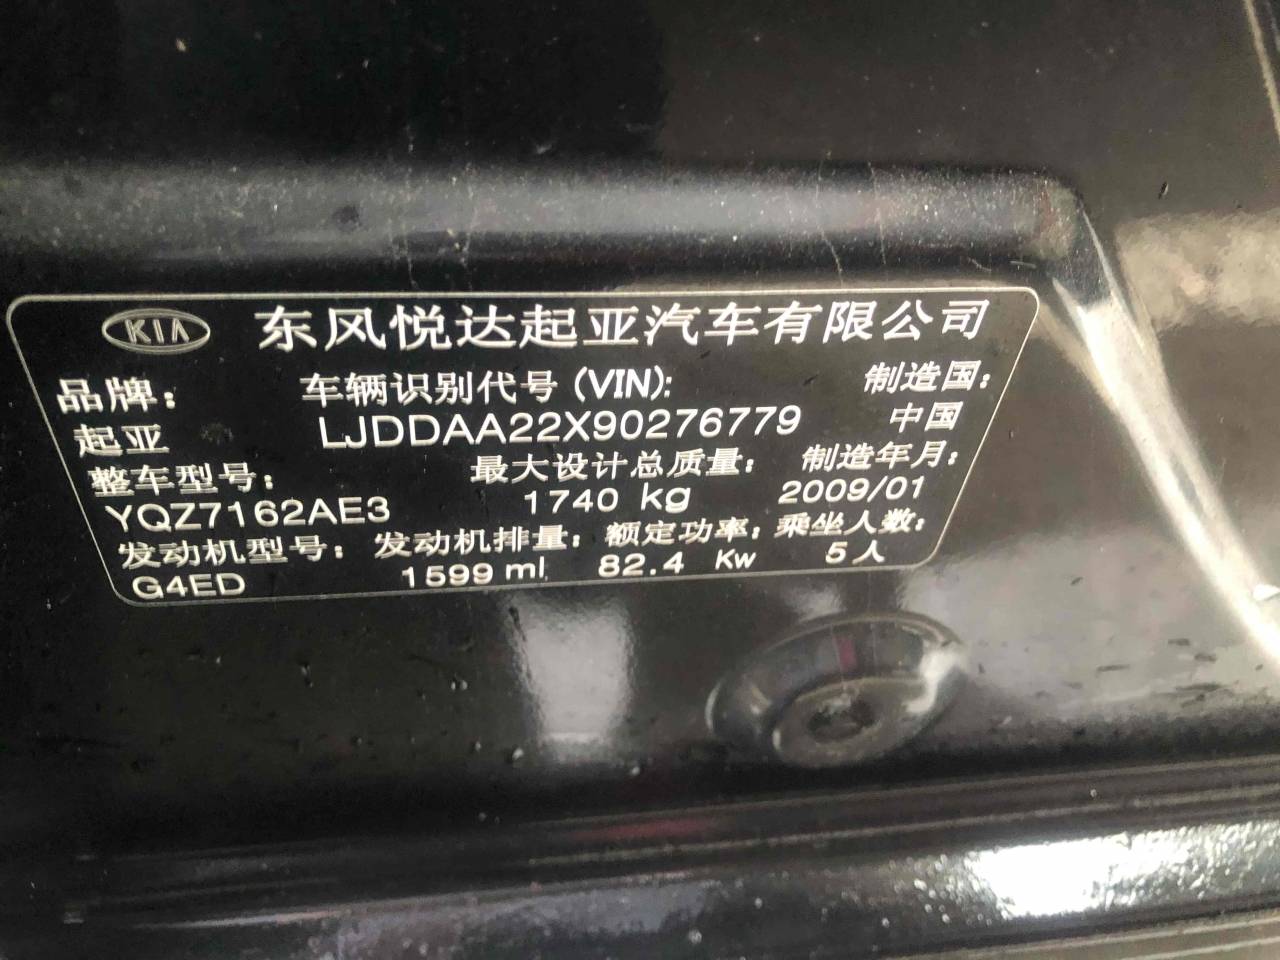 KIA 东风悦达起亚汽车有限公司
品牌： 车辆识别代号 (VIN): 制造国：
起亚 LJDDAA22X90276779 中国
整车型号： 最大设计总质量： 制造年月：
YQZ7162AE3 1740 kg 2009/01
发动机型号： 发动机排量： 额定功率： 乘坐人数：
G4ED 1599 ml 82.4 Kw 5人